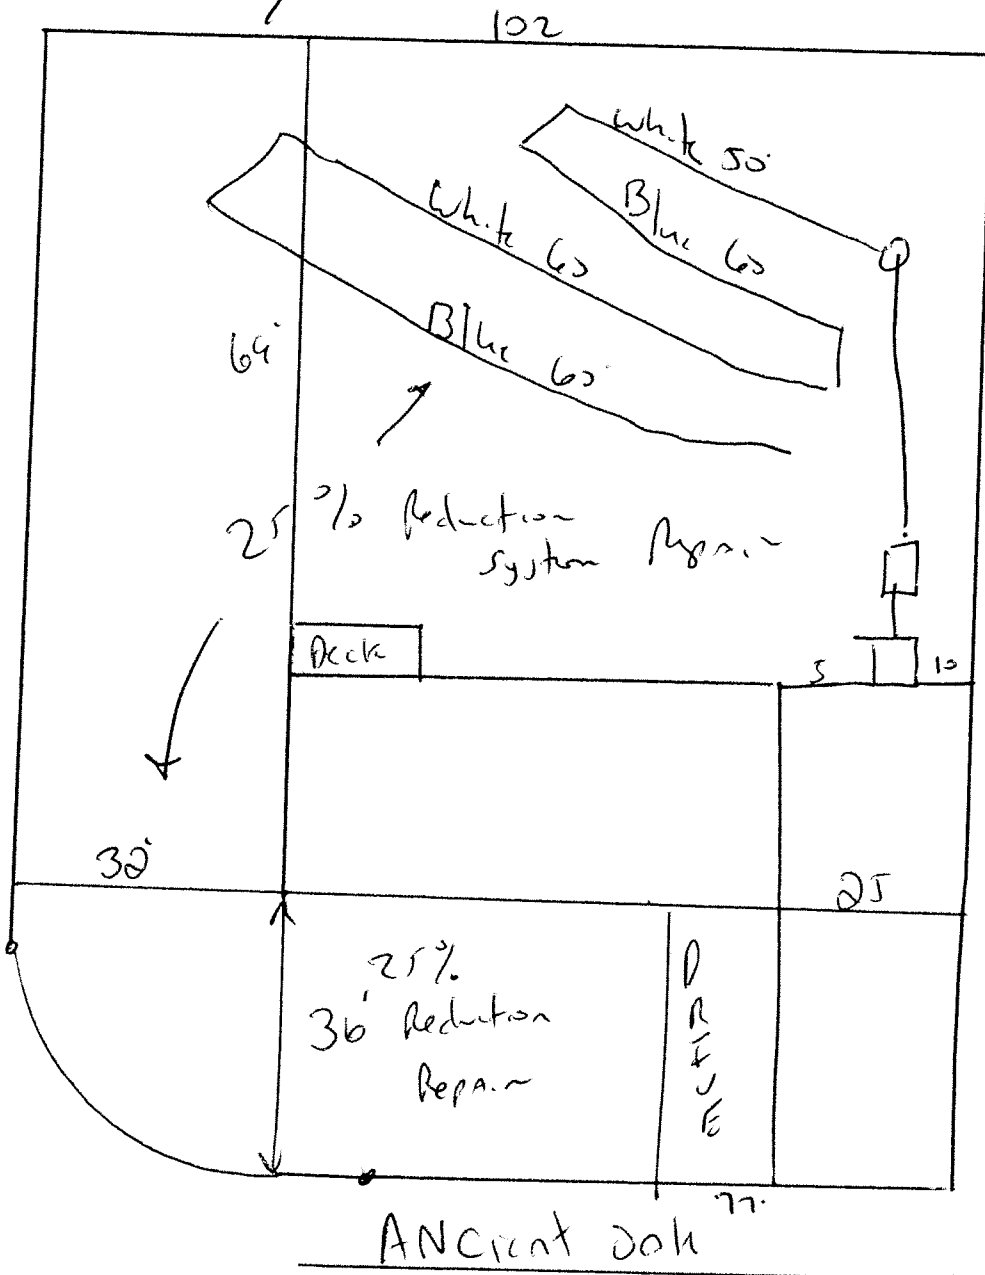 102
White 50'
Blue 60
White 60
Blue 60'
64'
25% Reduction
System Repair
Deck
5
10
32'
25
25%
36' Reduction
Repair
DRIVE
77.
ANCient Oak